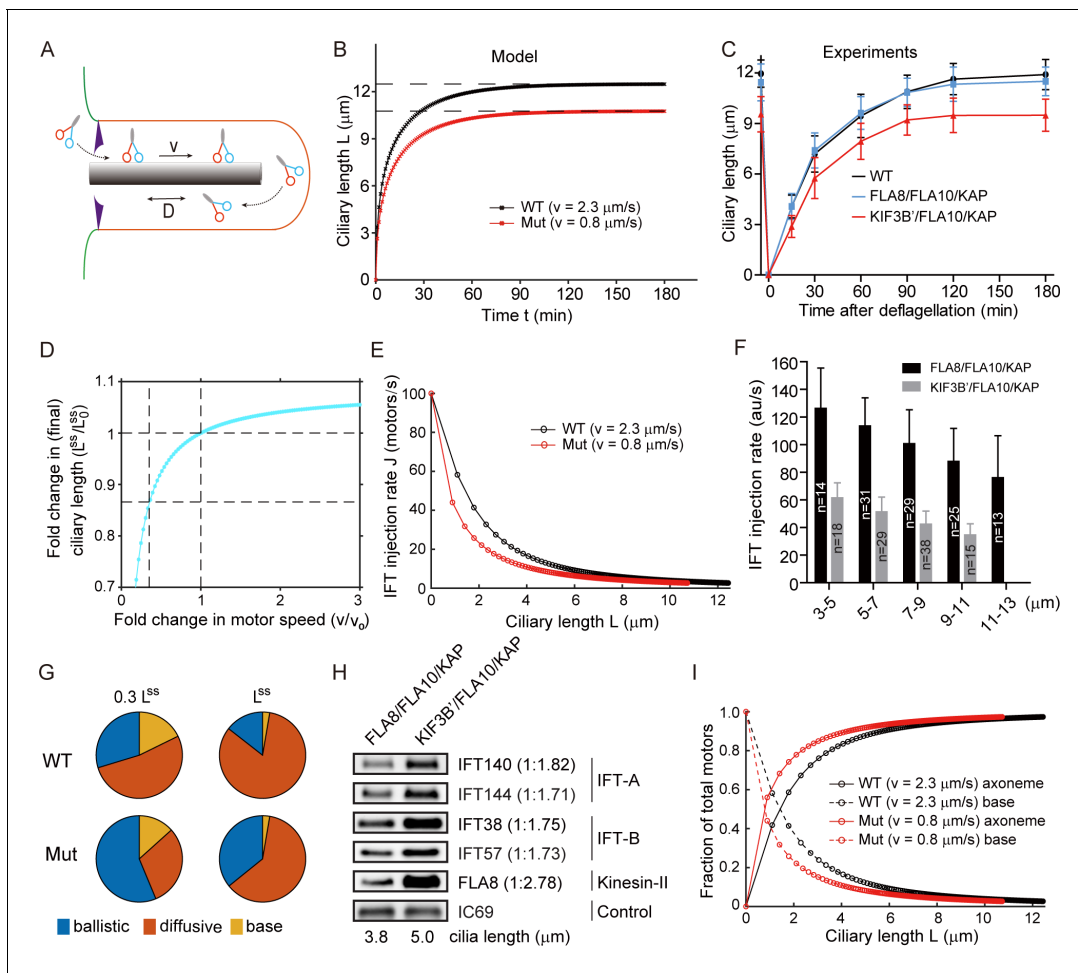 A
v
D
B
Model
Ciliary length L (μm)
12
9
6
3
0
WT (v = 2.3 μm/s)
Mut (v = 0.8 μm/s)
0 30 60 90 120 150 180
Time t (min)
C
Experiments
Ciliary length (μm)
12
9
6
3
0
WT
FLA8/FLA10/KAP
KIF3B'/FLA10/KAP
0 30 60 90 120 150 180
Time after deflagellation (min)
D
Fold change in (final)
ciliary length (L^ss/L_0^ss)
1.1
1
0.9
0.8
0.7
0 1 2 3
Fold change in motor speed (v/v_o)
E
IFT injection rate J (motors/s)
100
80
60
40
20
0
WT (v = 2.3 μm/s)
Mut (v = 0.8 μm/s)
0 2 4 6 8 10 12
Ciliary length L (μm)
F
IFT injection rate (au/s)
160
140
120
100
80
60
40
20
0
FLA8/FLA10/KAP
KIF3B'/FLA10/KAP
n=14 n=18 n=31 n=29 n=29 n=38 n=25 n=15 n=13
3-5 5-7 7-9 9-11 11-13 (μm)
G
0.3 L^ss L^ss
WT
Mut
ballistic diffusive base
H
FLA8/FLA10/KAP
KIF3B'/FLA10/KAP
IFT140 (1:1.82)
IFT144 (1:1.71)
IFT-A
IFT38 (1:1.75)
IFT57 (1:1.73)
IFT-B
FLA8 (1:2.78) Kinesin-II
IC69 Control
3.8 5.0 cilia length (μm)
I
Fraction of total motors
1.0
0.8
0.6
0.4
0.2
0
WT (v = 2.3 μm/s) axoneme
WT (v = 2.3 μm/s) base
Mut (v = 0.8 μm/s) axoneme
Mut (v = 0.8 μm/s) base
0 2 4 6 8 10 12
Ciliary length L (μm)